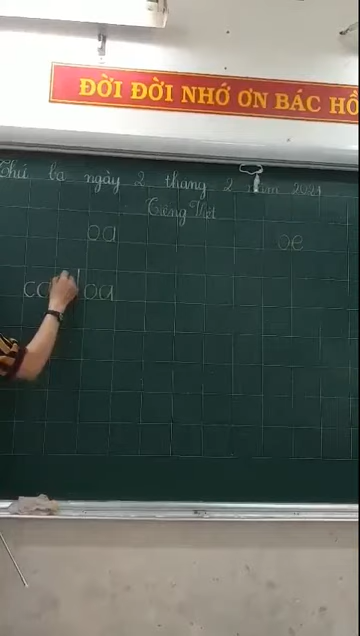 ĐỜI ĐỜI NHỚ ƠN BÁC HỒ
Thứ ba ngày 2 tháng 2 năm 2021
Tiếng Việt
oa oe
oa